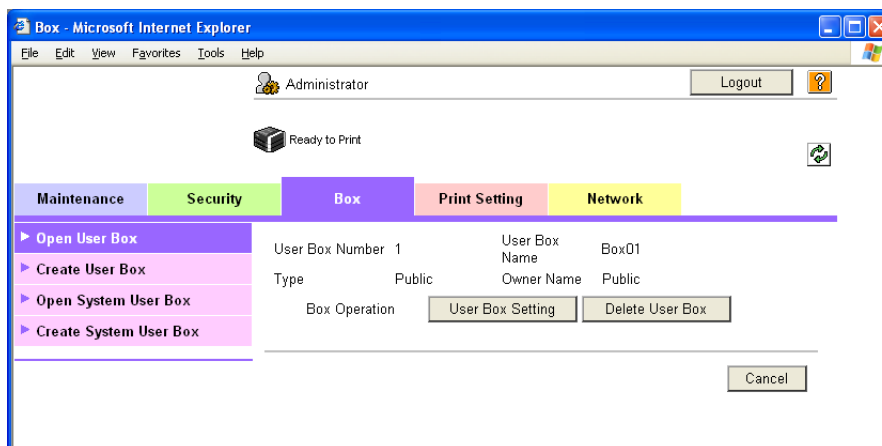 Box - Microsoft Internet Explorer
File Edit View Favorites Tools Help
Administrator
Logout
?
Ready to Print
Maintenance Security Box Print Setting Network
Open User Box
Create User Box
Open System User Box
Create System User Box
User Box Number 1 User Box Name Box01
Type Public Owner Name Public
Box Operation User Box Setting Delete User Box
Cancel